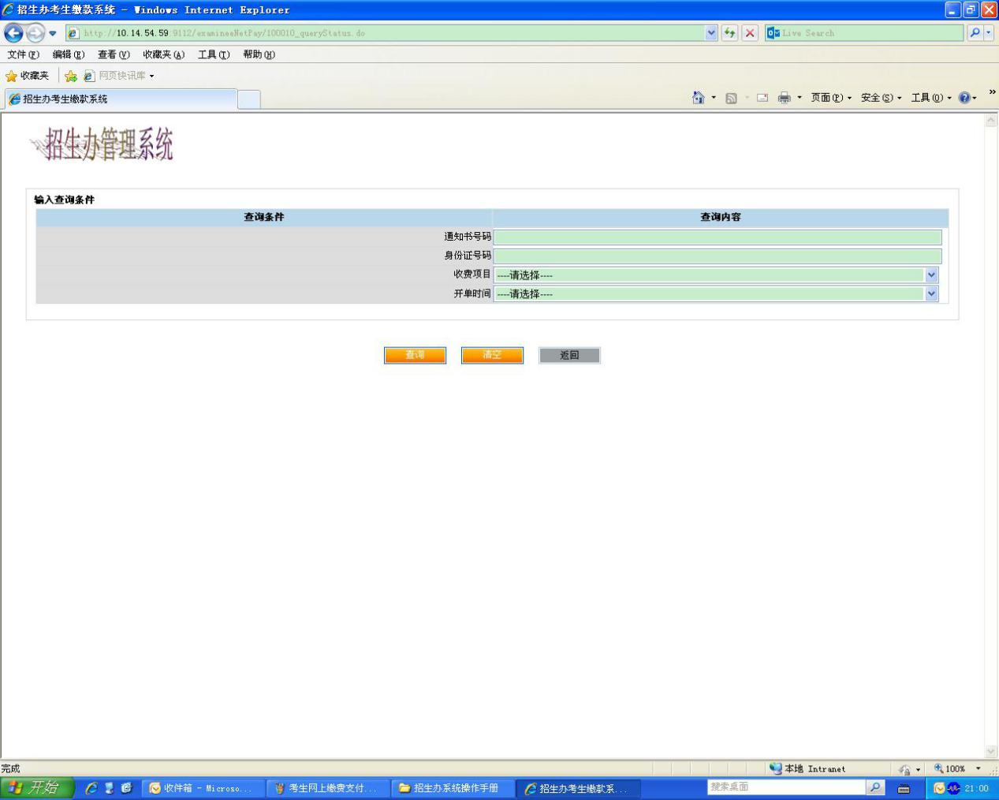 招生办考生缴款系统 - Windows Internet Explorer
http://10.14.54.59:9112/examineeNetPay/100010_queryStatus.do
Live Search
文件(F) 编辑(E) 查看(V) 收藏夹(A) 工具(T) 帮助(H)
收藏夹 网页快讯库
招生办考生缴款系统 页面(P) 安全(S) 工具(O) »
招生办管理系统
输入查询条件
查询条件 查询内容
通知书号码
身份证号码
收费项目 ----请选择----
开单时间 ----请选择----
查询 清空 返回
完成 本地 Intranet 100%
开始 收件箱 - Microso... 考生网上缴费支付... 招生办系统操作手册 招生办考生缴款系... 搜索桌面 21:00